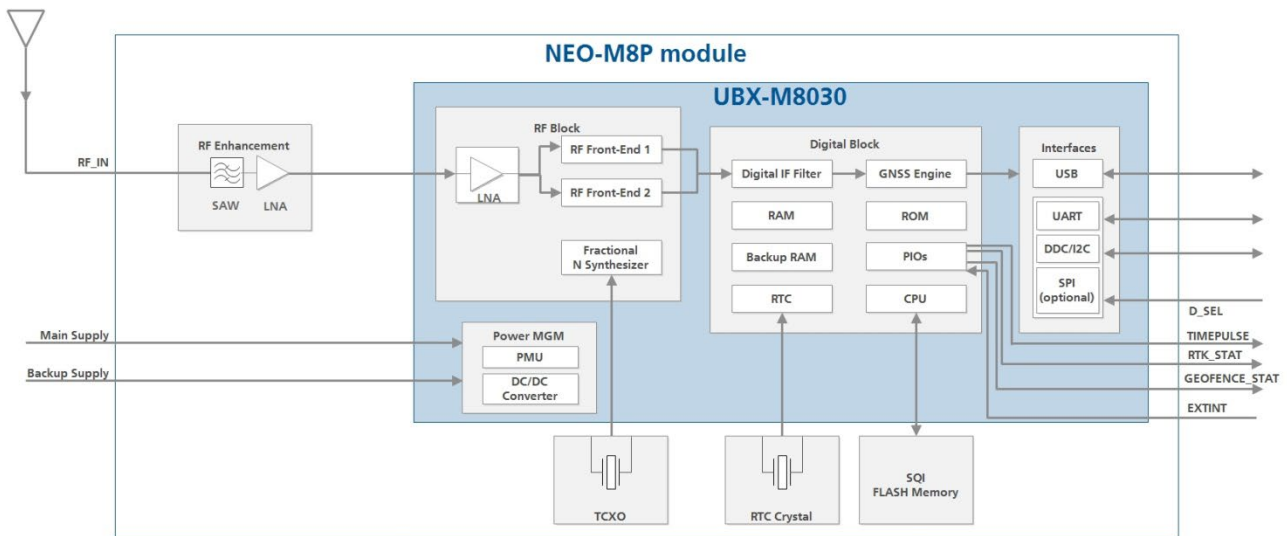 NEO-M8P module
UBX-M8030
RF Enhancement
RF_IN
SAW
LNA
RF Block
LNA
RF Front-End 1
RF Front-End 2
Fractional
N Synthesizer
Digital Block
Digital IF Filter
GNSS Engine
RAM
ROM
Backup RAM
PIOs
RTC
CPU
Interfaces
USB
UART
DDC/I2C
SPI
(optional)
D_SEL
TIMEPULSE
RTK_STAT
GEOFENCE_STAT
EXTINT
Main Supply
Backup Supply
Power MGM
PMU
DC/DC
Converter
TCXO
RTC Crystal
SQI
FLASH Memory